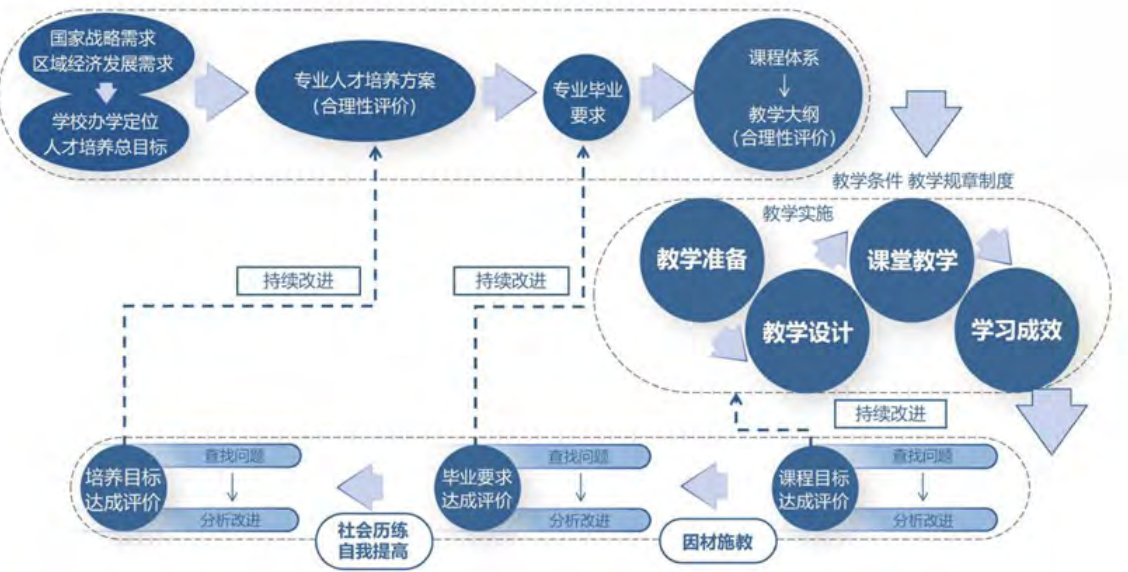 国家战略需求
区域经济发展需求
学校办学定位
人才培养总目标
专业人才培养方案
(合理性评价)
专业毕业
要求
课程体系
教学大纲
(合理性评价)
教学条件 教学规章制度
教学实施
教学准备
教学设计
课堂教学
学习成效
持续改进
持续改进
持续改进
培养目标
达成评价
查找问题
分析改进
社会历练
自我提高
毕业要求
达成评价
查找问题
分析改进
因材施教
课程目标
达成评价
查找问题
分析改进